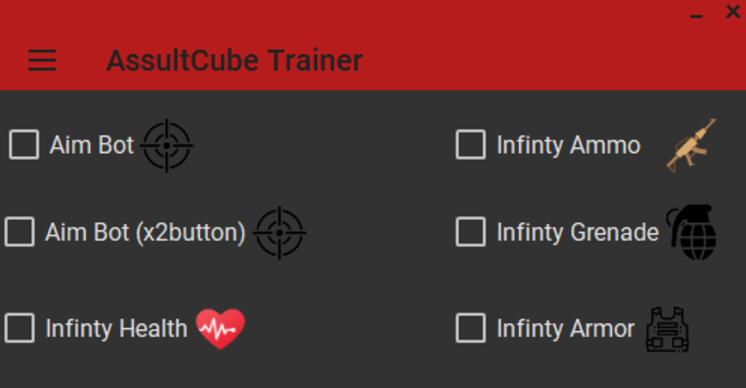 AssultCube Trainer
Aim Bot
Infinty Ammo
Aim Bot (x2button)
Infinty Grenade
Infinty Health
Infinty Armor